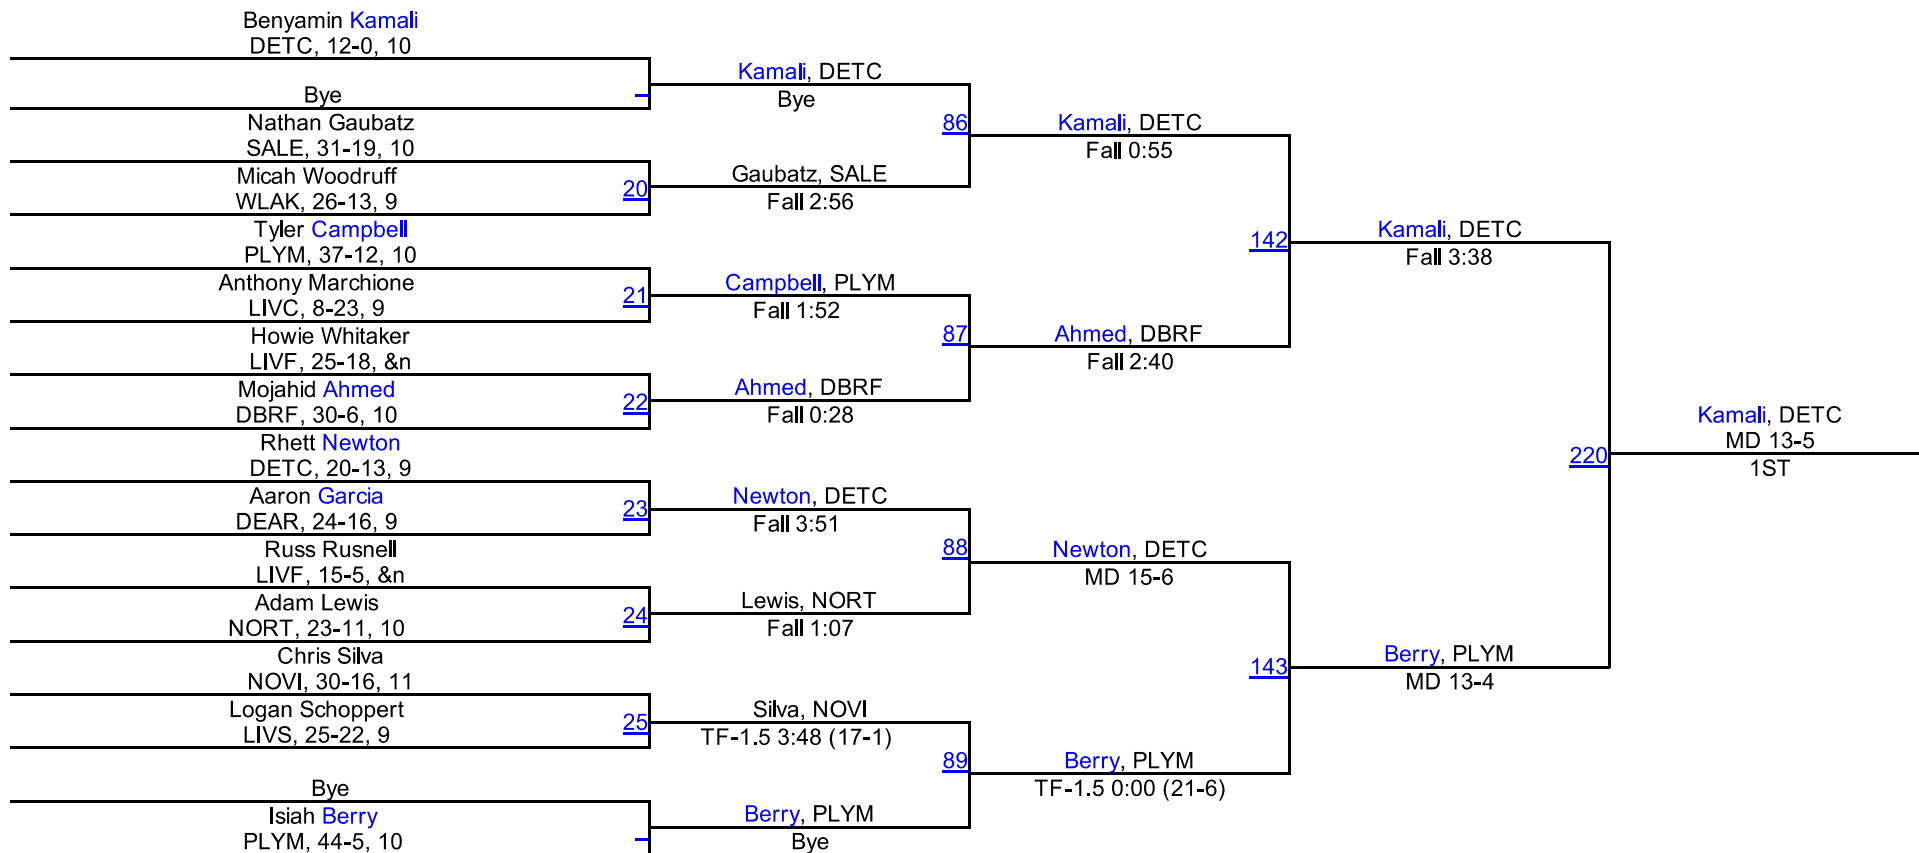 Benyamin Kamali
DETC, 12-0, 10
Bye
Nathan Gaubatz
SALE, 31-19, 10
Micah Woodruff
WLAK, 26-13, 9
20
Tyler Campbell
PLYM, 37-12, 10
Anthony Marchione
LIVC, 8-23, 9
21
Howie Whitaker
LIVF, 25-18, &n
Mojahid Ahmed
DBRF, 30-6, 10
22
Rhett Newton
DETC, 20-13, 9
Aaron Garcia
DEAR, 24-16, 9
23
Russ Rusnell
LIVF, 15-5, &n
Adam Lewis
NORT, 23-11, 10
24
Chris Silva
NOVI, 30-16, 11
Logan Schoppert
LIVS, 25-22, 9
25
Bye
Isiah Berry
PLYM, 44-5, 10
Kamali, DETC
Bye
86
Gaubatz, SALE
Fall 2:56
Campbell, PLYM
Fall 1:52
87
Ahmed, DBRF
Fall 0:28
Newton, DETC
Fall 3:51
88
Lewis, NORT
Fall 1:07
Silva, NOVI
TF-1.5 3:48 (17-1)
89
Berry, PLYM
Bye
Kamali, DETC
Fall 0:55
142
Ahmed, DBRF
Fall 2:40
Newton, DETC
MD 15-6
143
Berry, PLYM
TF-1.5 0:00 (21-6)
Kamali, DETC
Fall 3:38
220
Berry, PLYM
MD 13-4
Kamali, DETC
MD 13-5
1ST